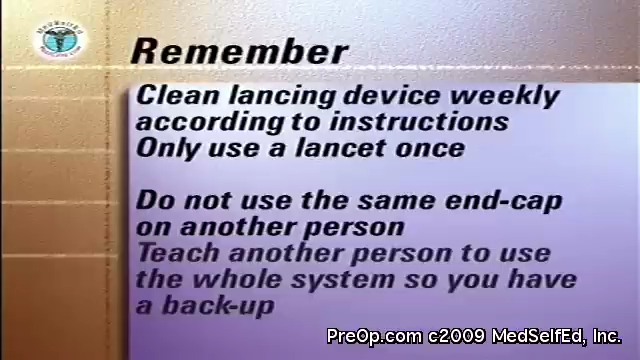 Remember
Clean lancing device weekly
according to instructions
Only use a lancet once
Do not use the same end-cap
on another person
Teach another person to use
the whole system so you have
a back-up
PreOp.com c2009 MedSelfEd, Inc.